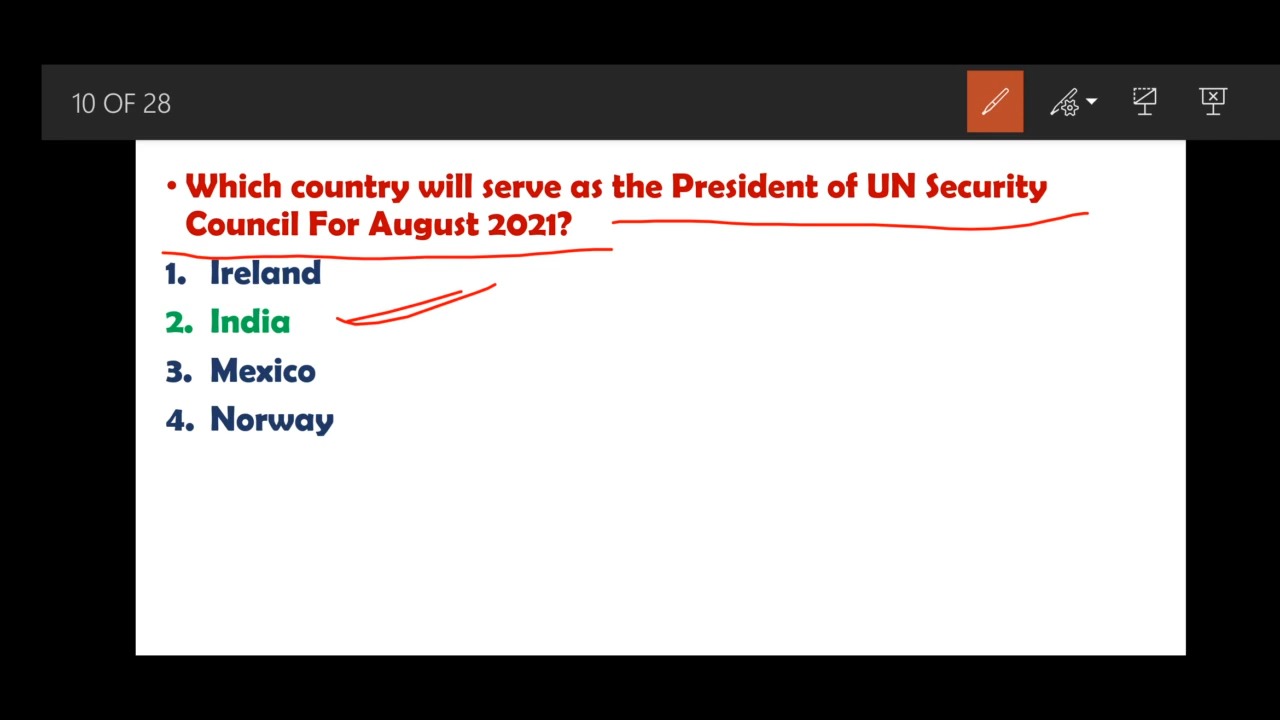 10 OF 28
• Which country will serve as the President of UN Security
Council For August 2021?
1. Ireland
2. India
3. Mexico
4. Norway